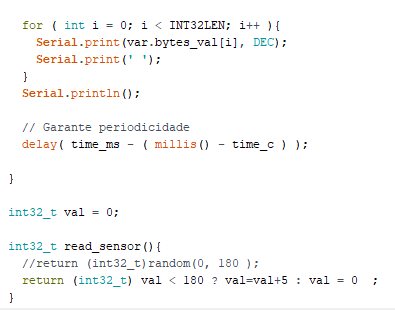 for ( int i = 0; i < INT32LEN; i++ ){
Serial.print(var.bytes_val[i], DEC);
Serial.print(' ');
}
Serial.println();
// Garante periodicidade
delay( time_ms - ( millis() - time_c ) );
}
int32_t val = 0;
int32_t read_sensor(){
//return (int32_t)random(0, 180 );
return (int32_t) val < 180 ? val=val+5 : val = 0  ;
}